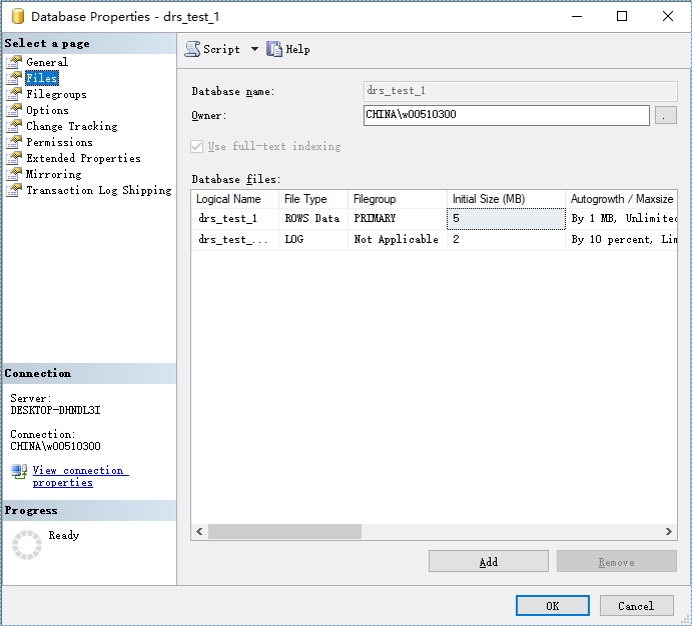 Database Properties - drs_test_1
Select a page
General
Files
Filegroups
Options
Change Tracking
Permissions
Extended Properties
Mirroring
Transaction Log Shipping
Connection
Server:
DESKTOP-DHNDL3I
Connection:
CHINA\w00510300
View connection
properties
Progress
Ready
Script Help
Database name: drs_test_1
Owner: CHINA\w00510300 .
Use full-text indexing
Database files:
Logical Name File Type Filegroup Initial Size (MB) Autogrowth / Maxsize
drs_test_1 ROWS Data PRIMARY 5 By 1 MB, Unlimited
drs_test_... LOG Not Applicable 2 By 10 percent, Lim
Add Remove
OK Cancel